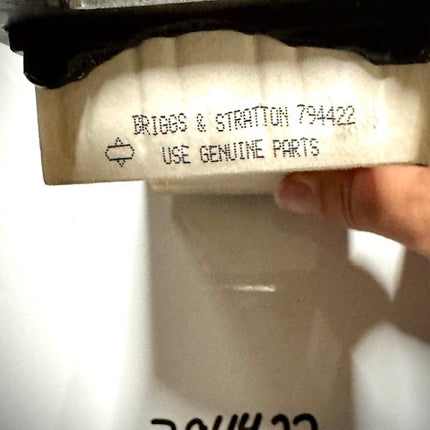 BRIGGS & STRATTON 794422
USE GENUINE PARTS